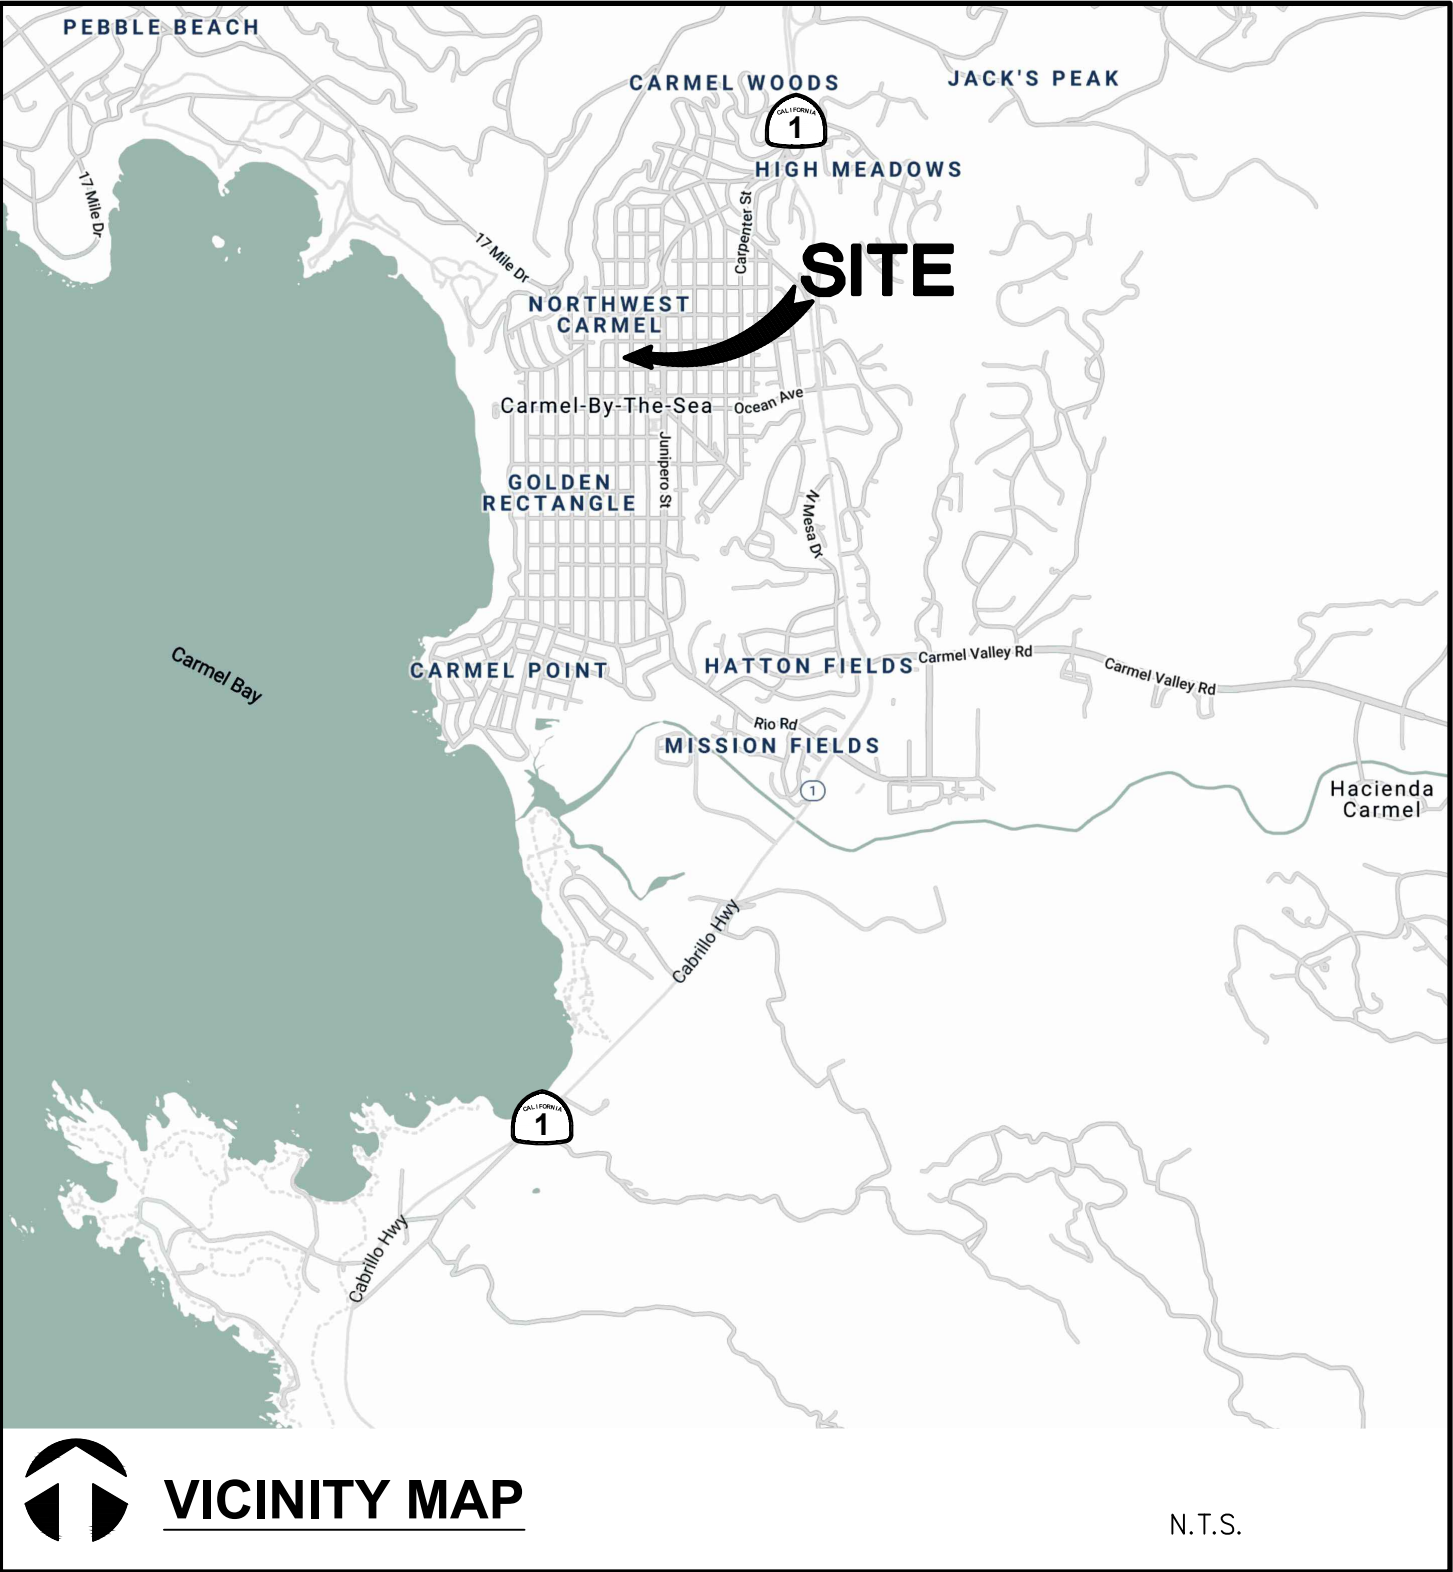 PEBBLE BEACH
CARMEL WOODS
JACK'S PEAK
CALIFORNIA
1
HIGH MEADOWS
17 Mile Dr
Carpenter St
17 Mile Dr
SITE
NORTHWEST
CARMEL
Carmel-By-The-Sea
Ocean Ave
Junipero St
GOLDEN
RECTANGLE
N Mesa Dr
Carmel Bay
CARMEL POINT
HATTON FIELDS
Carmel Valley Rd
Carmel Valley Rd
Rio Rd
MISSION FIELDS
1
Hacienda
Carmel
Cabrillo Hwy
CALIFORNIA
1
Cabrillo Hwy
VICINITY MAP
N.T.S.